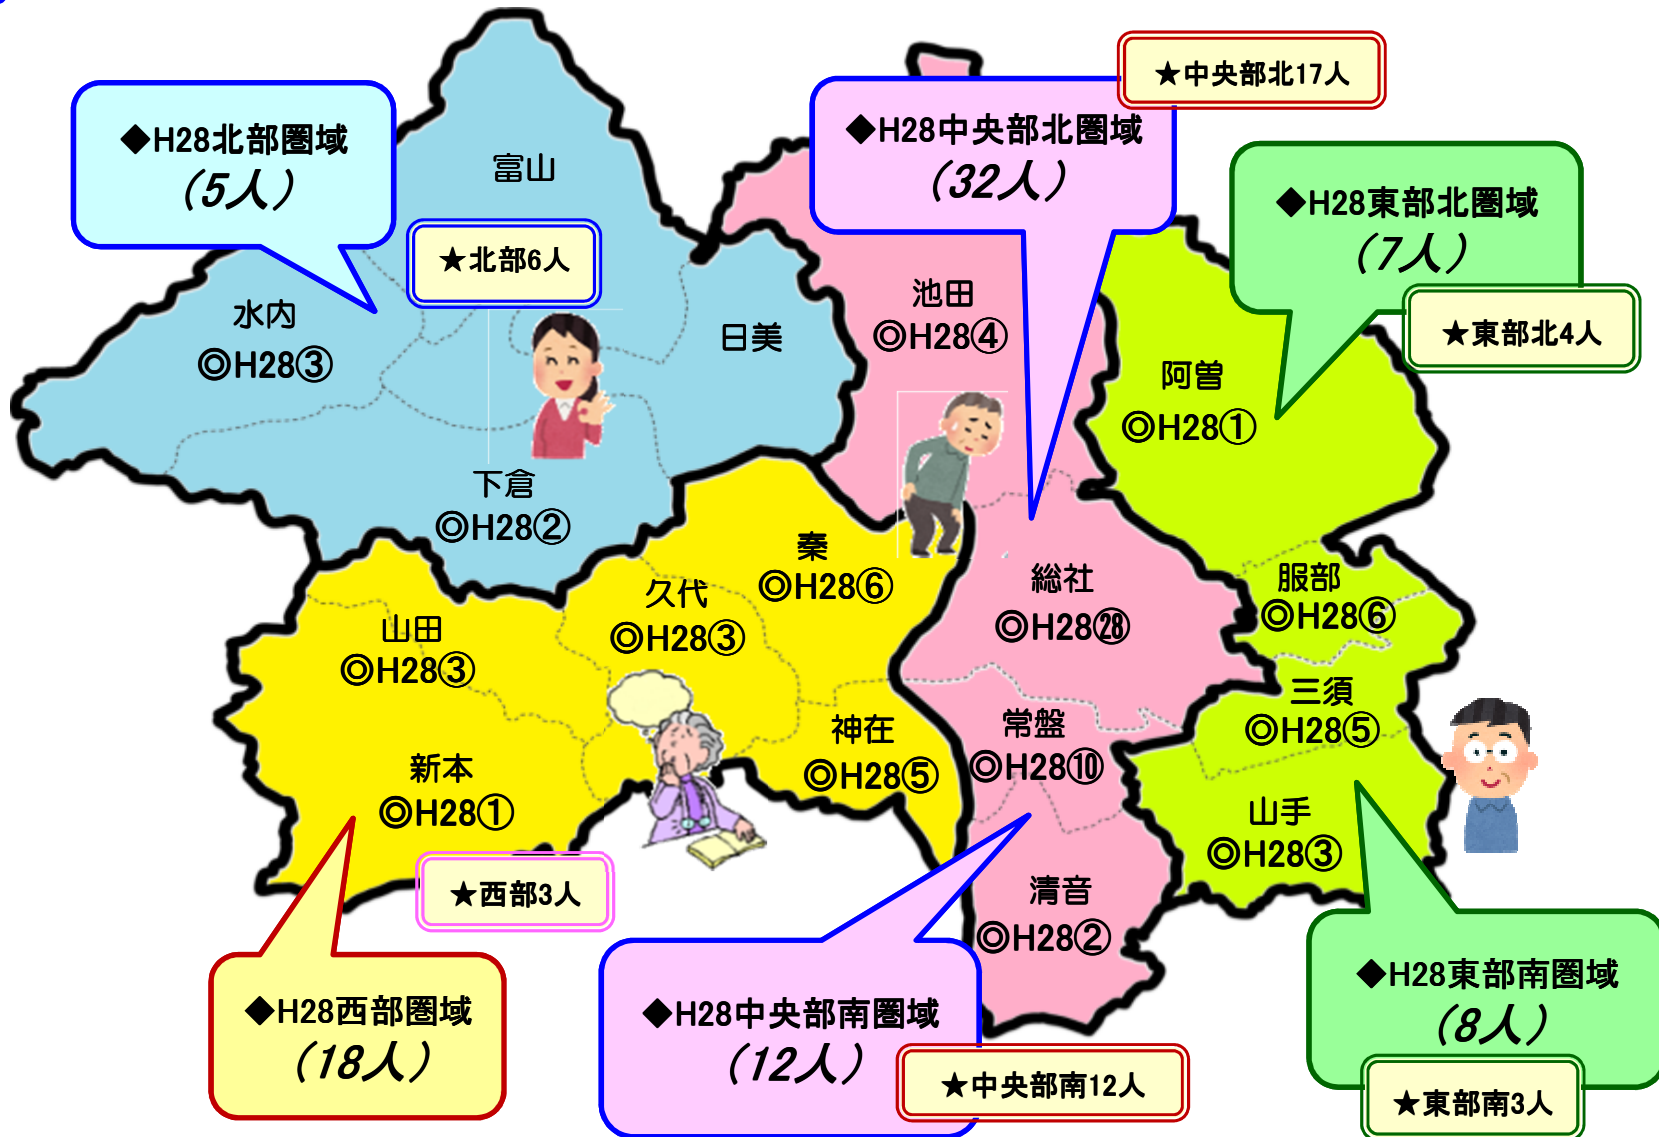 ★中央部北17人
◆H28北部圏域
（5人）
◆H28中央部北圏域
（32人）
◆H28東部北圏域
（7人）
★東部北4人
富山
★北部6人
水内
◎H28③
日美
池田
◎H28④
阿曽
◎H28①
下倉
◎H28②
秦
◎H28⑥
久代
◎H28③
総社
◎H28㉘
服部
◎H28⑥
山田
◎H28③
三須
◎H28⑤
神在
◎H28⑤
常盤
◎H28⑩
新本
◎H28①
山手
◎H28③
清音
◎H28②
★西部3人
◆H28西部圏域
（18人）
◆H28中央部南圏域
（12人）
★中央部南12人
◆H28東部南圏域
（8人）
★東部南3人